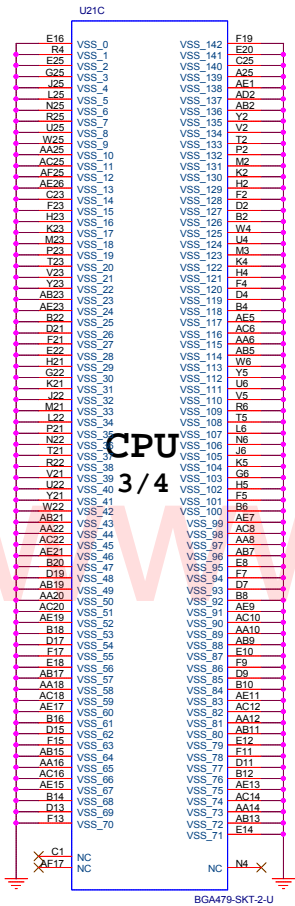 U21C
E16 VSS_0
R4 VSS_1
E25 VSS_2
G25 VSS_3
J25 VSS_4
L25 VSS_5
N25 VSS_6
R25 VSS_7
U25 VSS_8
W25 VSS_9
AA25 VSS_10
AC25 VSS_11
AF25 VSS_12
AE26 VSS_13
C23 VSS_14
F23 VSS_15
H23 VSS_16
K23 VSS_17
M23 VSS_18
P23 VSS_19
T23 VSS_20
V23 VSS_21
Y23 VSS_22
AB23 VSS_23
AE23 VSS_24
B22 VSS_25
D21 VSS_26
F21 VSS_27
E22 VSS_28
H21 VSS_29
G22 VSS_30
K21 VSS_31
J22 VSS_32
M21 VSS_33
L22 VSS_34
P21 VSS_35
N22 VSS_36
T21 VSS_37
R22 VSS_38
V21 VSS_39
U22 VSS_40
Y21 VSS_41
W22 VSS_42
AB21 VSS_43
AA22 VSS_44
AC22 VSS_45
AE21 VSS_46
B20 VSS_47
D19 VSS_48
AB19 VSS_49
AA20 VSS_50
AC20 VSS_51
AE19 VSS_52
B18 VSS_53
D17 VSS_54
F17 VSS_55
E18 VSS_56
AB17 VSS_57
AA18 VSS_58
AC18 VSS_59
AE17 VSS_60
B16 VSS_61
D15 VSS_62
F15 VSS_63
AB15 VSS_64
AA16 VSS_65
AC16 VSS_66
AE15 VSS_67
B14 VSS_68
D13 VSS_69
F13 VSS_70
C1 NC
AF17 NC
CPU
3/4
VSS_142 F19
VSS_141 E20
VSS_140 C25
VSS_139 A25
VSS_138 AE1
VSS_137 AD2
VSS_136 AB2
VSS_135 Y2
VSS_134 V2
VSS_133 T2
VSS_132 P2
VSS_131 M2
VSS_130 K2
VSS_129 H2
VSS_128 F2
VSS_127 D2
VSS_126 B2
VSS_125 W4
VSS_124 U4
VSS_123 M3
VSS_122 K4
VSS_121 H4
VSS_120 F4
VSS_119 D4
VSS_118 B4
VSS_117 AE5
VSS_116 AC6
VSS_115 AA6
VSS_114 AB5
VSS_113 W6
VSS_112 Y5
VSS_111 U6
VSS_110 V5
VSS_109 R6
VSS_108 T5
VSS_107 L6
VSS_106 N6
VSS_105 J6
VSS_104 K5
VSS_103 G6
VSS_102 H5
VSS_101 F5
VSS_100 B6
VSS_99 AE7
VSS_98 AC8
VSS_97 AA8
VSS_96 AB7
VSS_95 E8
VSS_94 F7
VSS_93 D7
VSS_92 B8
VSS_91 AE9
VSS_90 AC10
VSS_89 AA10
VSS_88 AB9
VSS_87 E10
VSS_86 F9
VSS_85 D9
VSS_84 B10
VSS_83 AE11
VSS_82 AC12
VSS_81 AA12
VSS_80 AB11
VSS_79 E12
VSS_78 F11
VSS_77 D11
VSS_76 B12
VSS_75 AE13
VSS_74 AC14
VSS_73 AA14
VSS_72 AB13
VSS_71 E14
NC N4
BGA479-SKT-2-U